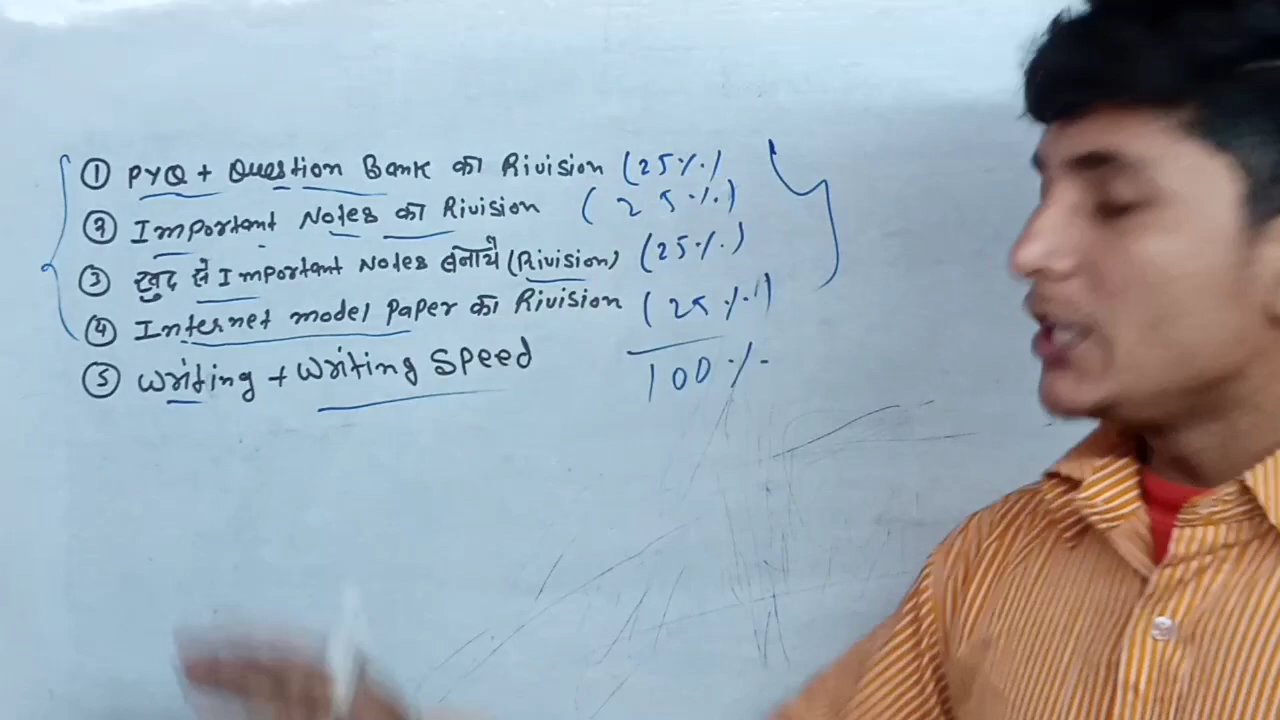 ① PYQ + Question Bank का Rivision (25%)
② Important Notes का Rivision (25%)
③ खुद से Important Notes बनाये (Rivision) (25%)
④ Internet model Paper का Rivision (25%)
⑤ Writing + Writing Speed 100%